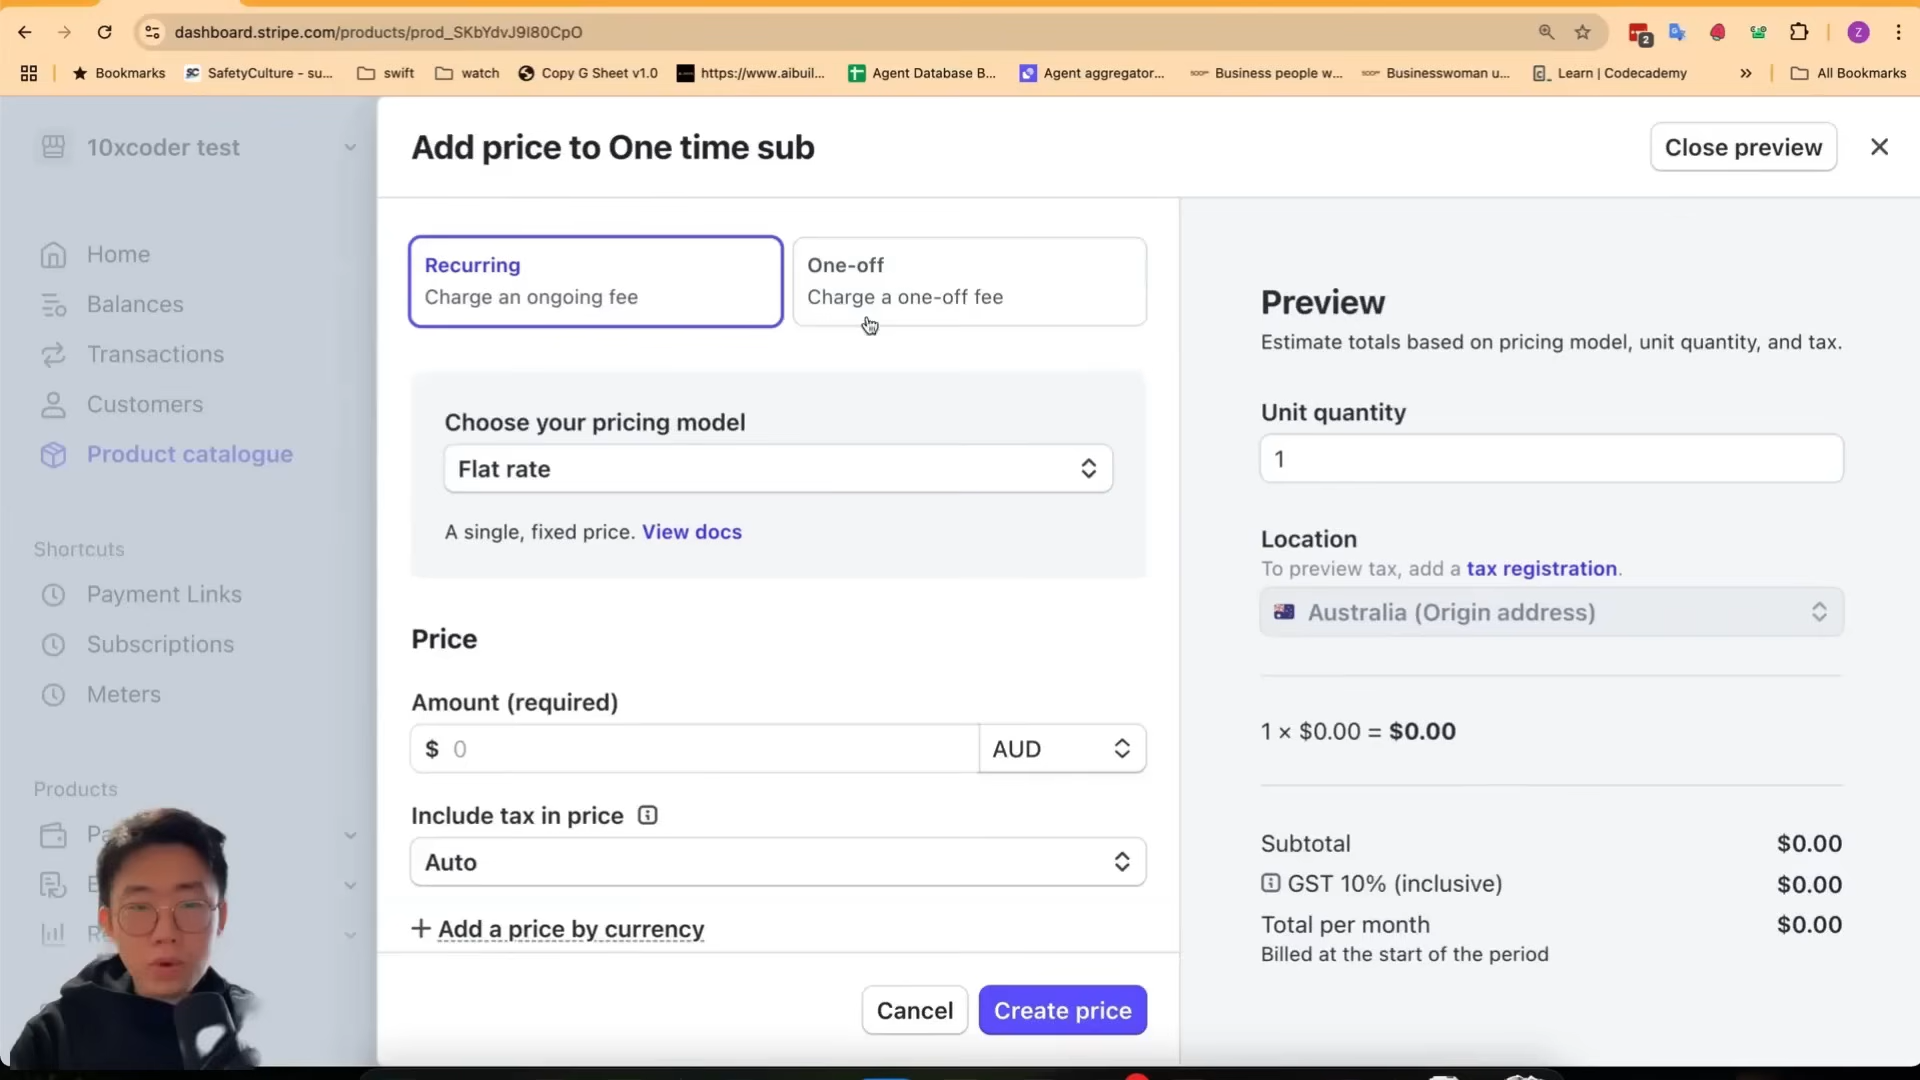 dashboard.stripe.com/products/prod_SKbYdvJ9I80CpO
2
Z
Bookmarks
SafetyCulture - su...
swift
watch
Copy G Sheet v1.0
https://www.aibuil...
Agent Database B...
Agent aggregator...
Business people w...
Businesswoman u...
Learn | Codecademy
All Bookmarks
10xcoder test
Home
Balances
Transactions
Customers
Product catalogue
Shortcuts
Payment Links
Subscriptions
Meters
Products
Add price to One time sub
Close preview
Recurring
Charge an ongoing fee
One-off
Charge a one-off fee
Choose your pricing model
Flat rate
A single, fixed price. View docs
Price
Amount (required)
$ 0
AUD
Include tax in price
Auto
+ Add a price by currency
Cancel
Create price
Preview
Estimate totals based on pricing model, unit quantity, and tax.
Unit quantity
1
Location
To preview tax, add a tax registration.
Australia (Origin address)
1 × $0.00 = $0.00
Subtotal $0.00
GST 10% (inclusive) $0.00
Total per month $0.00
Billed at the start of the period